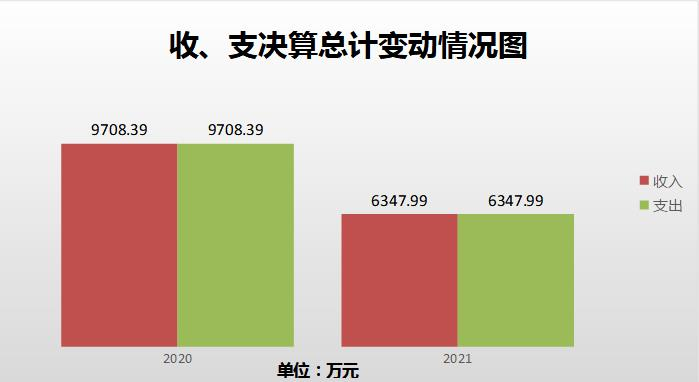 收、支决算总计变动情况图
9708.39 9708.39
6347.99 6347.99
收入
支出
2020 2021
单位：万元